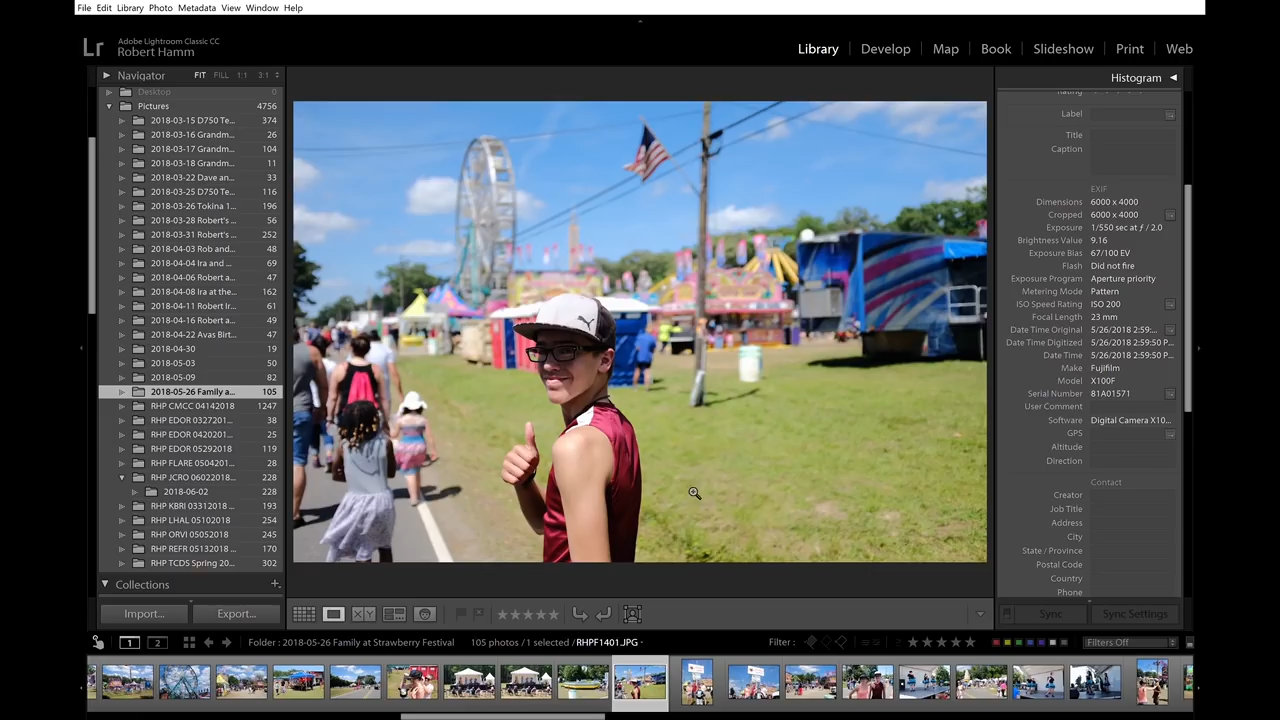 File Edit Library Photo Metadata View Window Help
Lr Adobe Lightroom Classic CC
Robert Hamm
Library Develop Map Book Slideshow Print Web
Navigator FIT FILL 1:1 3:1
Histogram
Desktop 0
Pictures 4756
2018-03-15 D750 Te... 374
2018-03-16 Grandm... 26
2018-03-17 Grandm... 104
2018-03-18 Grandm... 11
2018-03-22 Dave an... 33
2018-03-25 D750 Te... 116
2018-03-26 Tokina 1... 196
2018-03-28 Robert's ... 56
2018-03-31 Robert's ... 252
2018-04-03 Rob and... 48
2018-04-04 Ira and ... 69
2018-04-06 Robert a... 47
2018-04-08 Ira at the... 162
2018-04-11 Robert Ir... 61
2018-04-16 Robert a... 49
2018-04-22 Avas Birt... 47
2018-04-30 19
2018-05-03 50
2018-05-09 82
2018-05-26 Family a... 105
RHP CMCC 04142018 1247
RHP EDOR 0327201... 38
RHP EDOR 0420201... 25
RHP EDOR 05292018 119
RHP FLARE 0504201... 28
RHP JCRO 06022018... 228
2018-06-02 228
RHP KBRI 03312018 ... 193
RHP LHAL 05102018 254
RHP ORVI 05052018 147
RHP REFR 05132018 ... 170
RHP TCDS Spring 20... 302
Collections +
Import... Export...
Label
Title
Caption
EXIF
Dimensions 6000 x 4000
Cropped 6000 x 4000
Exposure 1/550 sec at ƒ / 2.0
Brightness Value 9.16
Exposure Bias 67/100 EV
Flash Did not fire
Exposure Program Aperture priority
Metering Mode Pattern
ISO Speed Rating ISO 200
Focal Length 23 mm
Date Time Original 5/26/2018 2:59:...
Date Time Digitized 5/26/2018 2:59:50 P...
Date Time 5/26/2018 2:59:50 P...
Make Fujifilm
Model X100F
Serial Number 81A01571
User Comment
Software Digital Camera X10...
GPS
Altitude
Direction
Contact
Creator
Job Title
Address
City
State / Province
Postal Code
Country
Phone
Sync Sync Settings
1 2 Folder : 2018-05-26 Family at Strawberry Festival 105 photos / 1 selected / RHPF1401.JPG
Filter : Filters Off